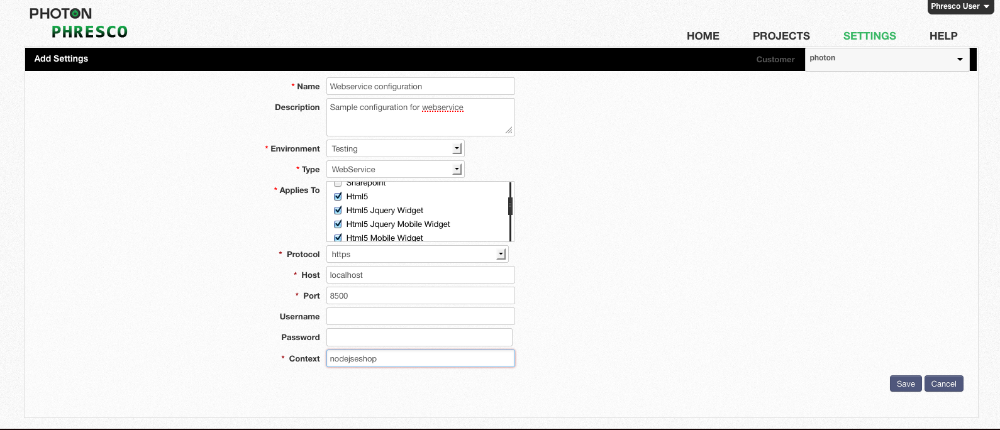 Phresco User
PHOTON
PHRESCO
HOME PROJECTS SETTINGS HELP
Add Settings Customer photon
* Name Webservice configuration
Description Sample configuration for webservice
* Environment Testing
* Type WebService
* Applies To
Sharepoint
Html5
Html5 Jquery Widget
Html5 Jquery Mobile Widget
Html5 Mobile Widget
* Protocol https
* Host localhost
* Port 8500
Username
Password
* Context nodejseshop
Save Cancel